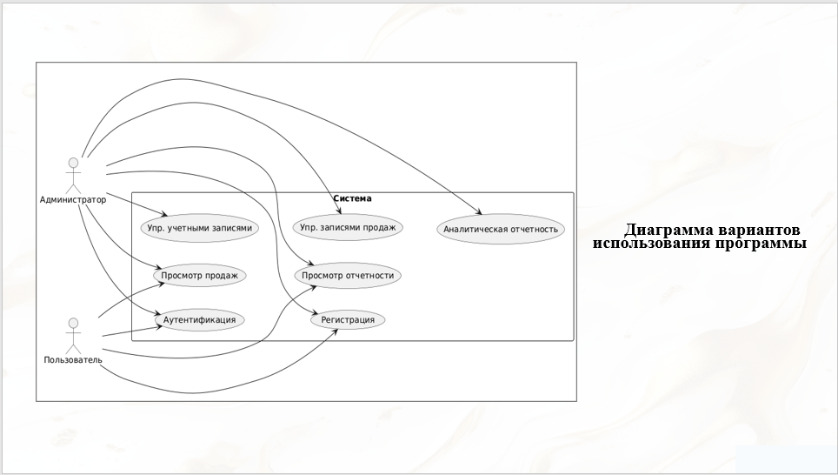 Администратор
Система
Упр. учетными записями
Упр. записями продаж
Аналитическая отчетность
Просмотр продаж
Просмотр отчетности
Аутентификация
Регистрация
Пользователь
Диаграмма вариантов
использования программы